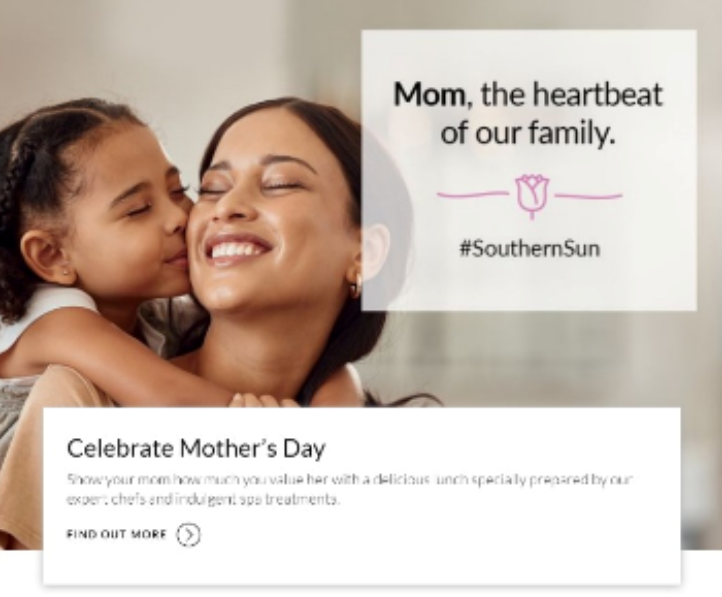 Mom, the heartbeat
of our family.
#SouthernSun
Celebrate Mother's Day
Show your mom how much you value her with a delicious lunch specially prepared by our
expert chefs and indulgent spa treatments.
FIND OUT MORE